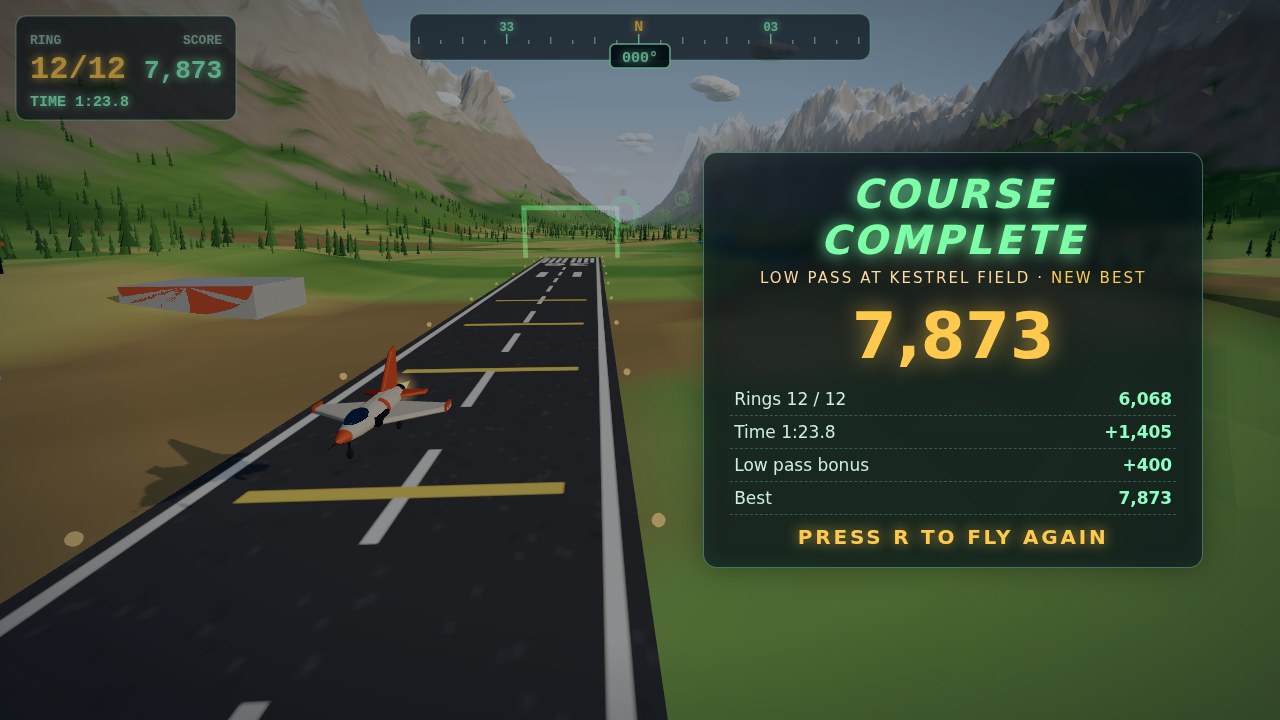 RING SCORE
12/12 7,873
TIME 1:23.8
33 N 03
000°
COURSE
COMPLETE
LOW PASS AT KESTREL FIELD · NEW BEST
7,873
Rings 12 / 12 6,068
Time 1:23.8 +1,405
Low pass bonus +400
Best 7,873
PRESS R TO FLY AGAIN